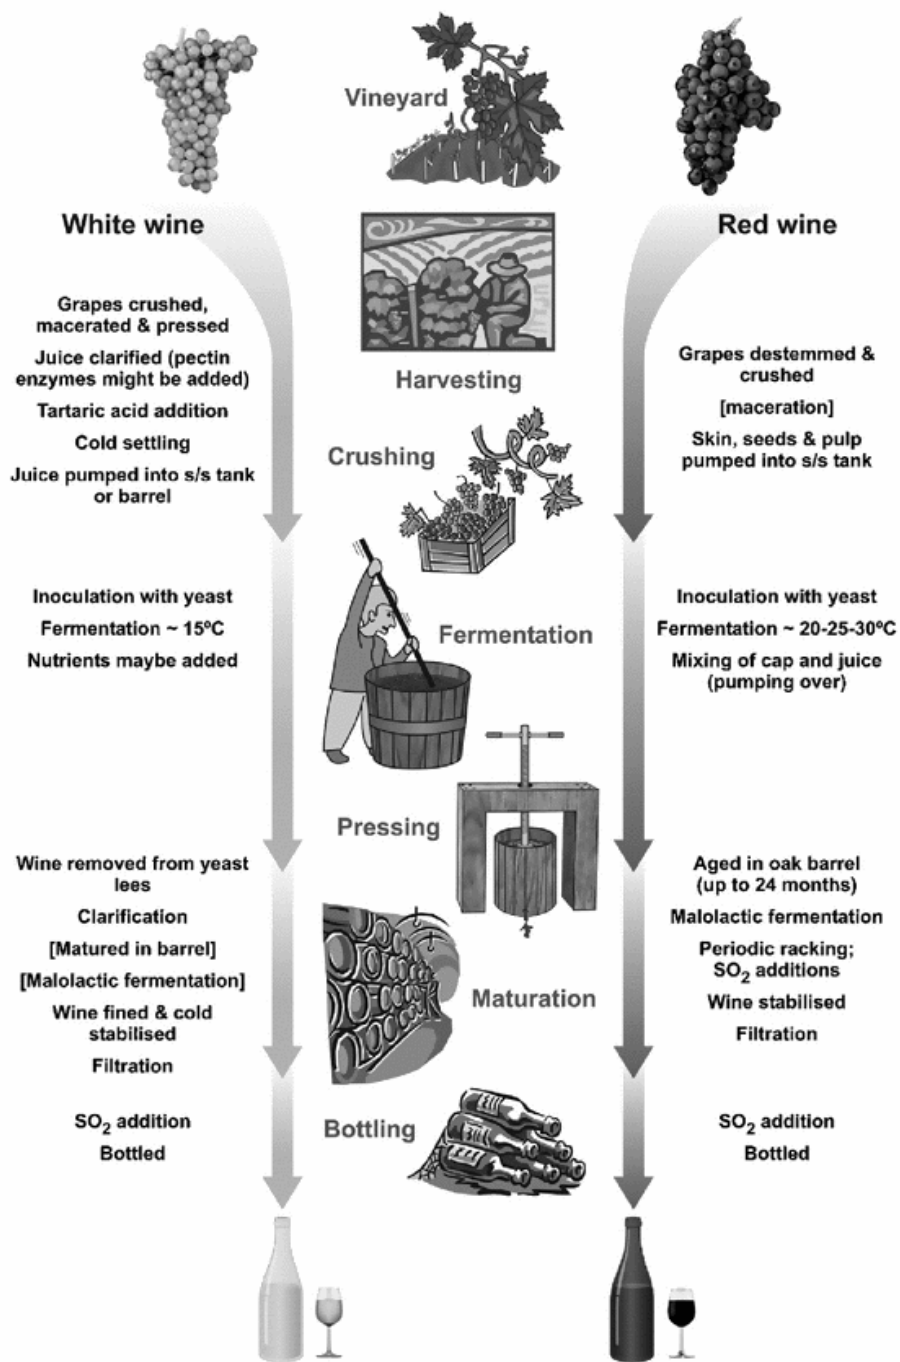 Vineyard
White wine
Red wine
Grapes crushed,
macerated & pressed
Juice clarified (pectin
enzymes might be added)
Tartaric acid addition
Cold settling
Juice pumped into s/s tank
or barrel
Harvesting
Crushing
Grapes destemmed &
crushed
[maceration]
Skin, seeds & pulp
pumped into s/s tank
Inoculation with yeast
Fermentation ~ 15ºC
Nutrients maybe added
Fermentation
Inoculation with yeast
Fermentation ~ 20-25-30ºC
Mixing of cap and juice
(pumping over)
Pressing
Wine removed from yeast
lees
Clarification
[Matured in barrel]
[Malolactic fermentation]
Wine fined & cold
stabilised
Filtration
Maturation
Aged in oak barrel
(up to 24 months)
Malolactic fermentation
Periodic racking;
SO2 additions
Wine stabilised
Filtration
SO2 addition
Bottled
Bottling
SO2 addition
Bottled